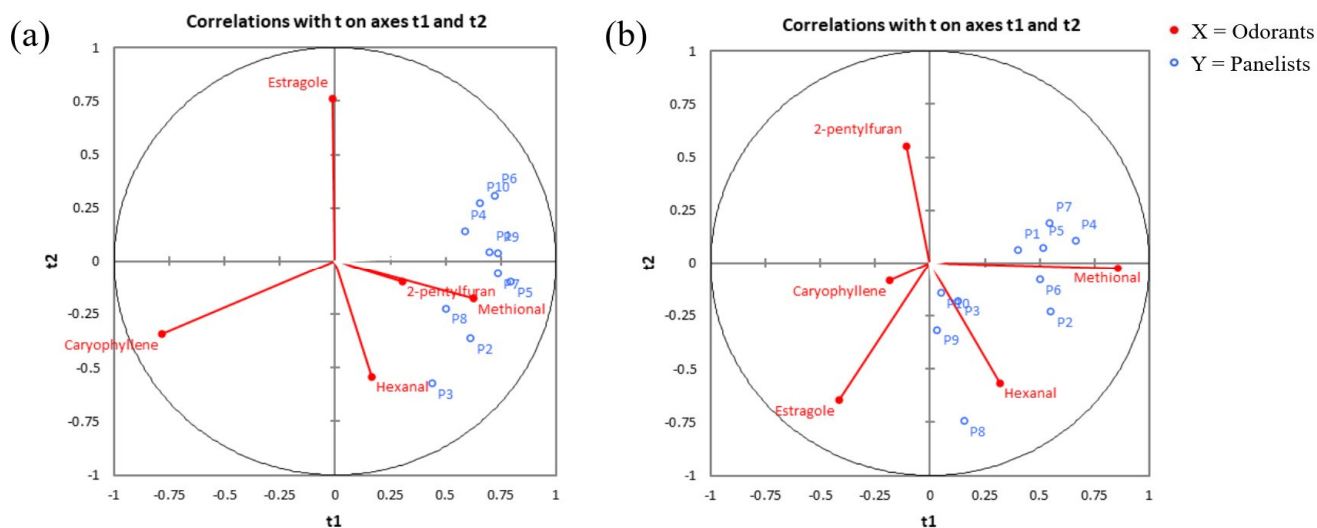 (a)
Correlations with t on axes t1 and t2
1
0.75
0.5
0.25
0
-0.25
-0.5
-0.75
-1
t2
Estragole
P6
P10
P4
P9
P7
P5
2-pentylfuran
Methional
P8
P2
Caryophyllene
Hexanal
P3
-1 -0.75 -0.5 -0.25 0 0.25 0.5 0.75 1
t1
(b)
Correlations with t on axes t1 and t2
1
0.75
0.5
0.25
0
-0.25
-0.5
-0.75
-1
t2
2-pentylfuran
P7
P1 P5 P4
Methional
Caryophyllene
P6
P10 P3
P2
P9
Hexanal
Estragole
P8
-1 -0.75 -0.5 -0.25 0 0.25 0.5 0.75 1
t1
X = Odorants
Y = Panelists